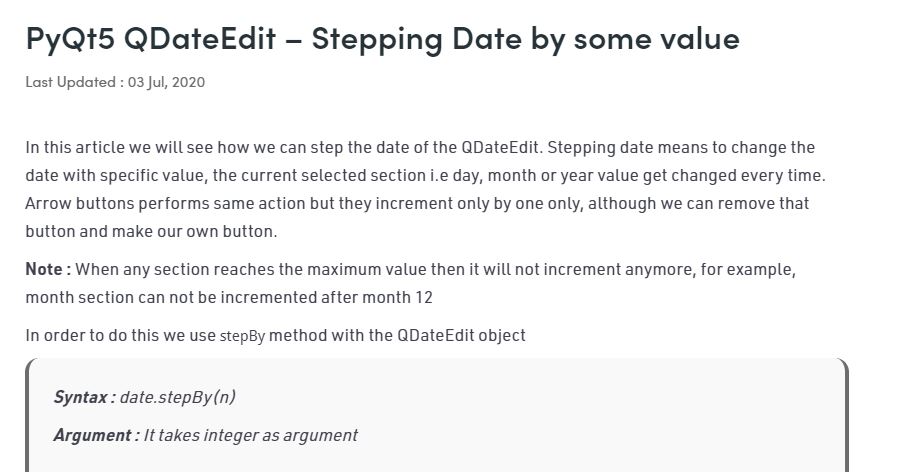 PyQt5 QDateEdit – Stepping Date by some value
Last Updated : 03 Jul, 2020
In this article we will see how we can step the date of the QDateEdit. Stepping date means to change the
date with specific value, the current selected section i.e day, month or year value get changed every time.
Arrow buttons performs same action but they increment only by one only, although we can remove that
button and make our own button.
Note : When any section reaches the maximum value then it will not increment anymore, for example,
month section can not be incremented after month 12
In order to do this we use stepBy method with the QDateEdit object
Syntax : date.stepBy(n)
Argument : It takes integer as argument